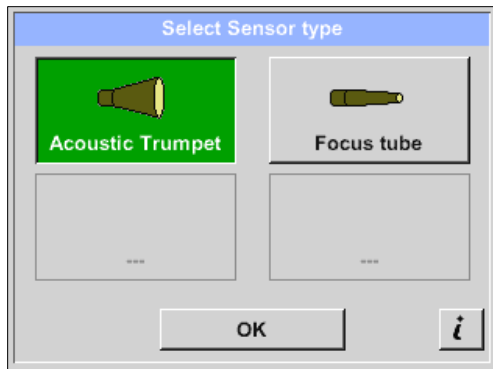 Select Sensor type
Acoustic Trumpet
Focus tube
---
---
OK
i